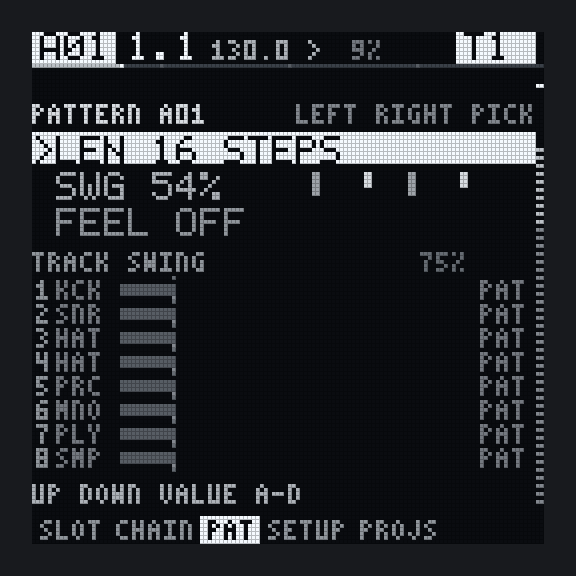 A01 1.1 130.0 > 9% T1
PATTERN A01 LEFT RIGHT PICK
>LEN 16 STEPS
SWG 54%
FEEL OFF
TRACK SWING 75%
1 KCK PAT
2 SNR PAT
3 HAT PAT
4 HAT PAT
5 PRC PAT
6 MNO PAT
7 PLY PAT
8 SMP PAT
UP DOWN VALUE A-D
SLOT CHAIN PAT SETUP PROJS